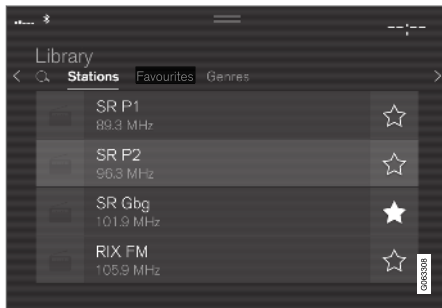 --:--
Library
Stations Favourites Genres
SR P1
89.3 MHz
SR P2
96.3 MHz
SR Gbg
101.9 MHz
RIX FM
105.9 MHz
G063308